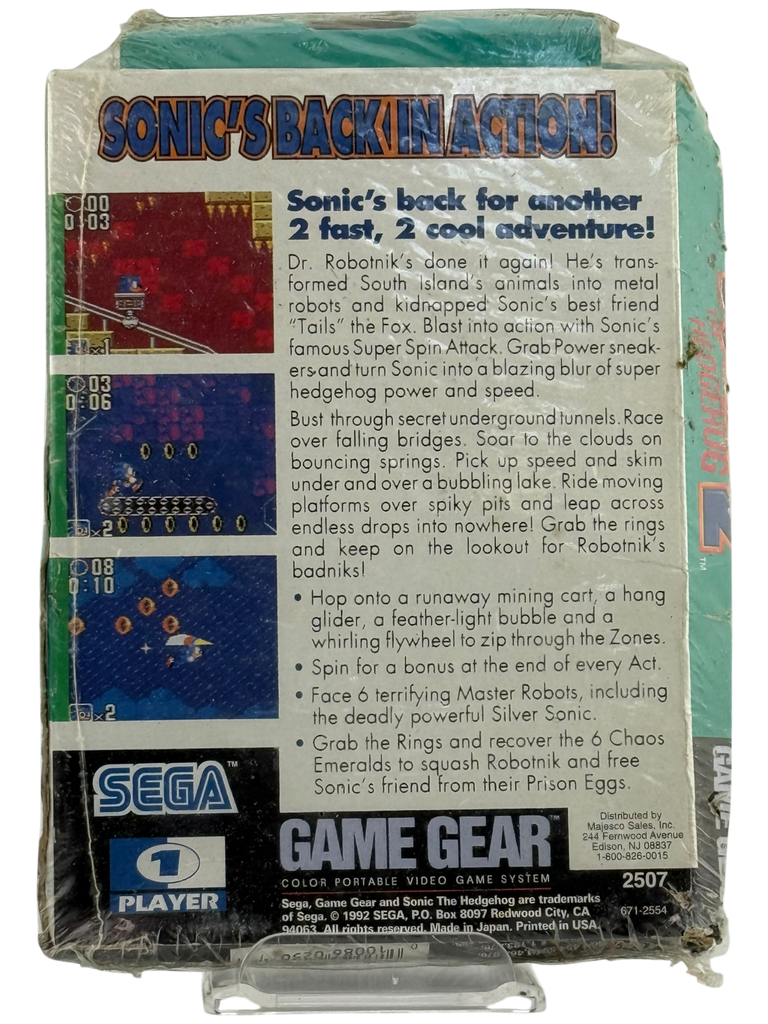 SONIC'S BACK IN ACTION!
Sonic's back for another
2 fast, 2 cool adventure!
Dr. Robotnik's done it again! He's trans-
formed South Island's animals into metal
robots and kidnapped Sonic's best friend
"Tails" the Fox. Blast into action with Sonic's
famous Super Spin Attack. Grab Power sneak-
ers and turn Sonic into a blazing blur of super
hedgehog power and speed.
Bust through secret underground tunnels. Race
over falling bridges. Soar to the clouds on
bouncing springs. Pick up speed and skim
under and over a bubbling lake. Ride moving
platforms over spiky pits and leap across
endless drops into nowhere! Grab the rings
and keep on the lookout for Robotnik's
badniks!
• Hop onto a runaway mining cart, a hang
glider, a feather-light bubble and a
whirling flywheel to zip through the Zones.
• Spin for a bonus at the end of every Act.
• Face 6 terrifying Master Robots, including
the deadly powerful Silver Sonic.
• Grab the Rings and recover the 6 Chaos
Emeralds to squash Robotnik and free
Sonic's friend from their Prison Eggs.
00
0:03
×1
03
0:06
×2
08
0:10
×2
SEGA™
1
PLAYER
GAME GEAR™
COLOR PORTABLE VIDEO GAME SYSTEM
Sega, Game Gear and Sonic The Hedgehog are trademarks
of Sega. © 1992 SEGA, P.O. Box 8097 Redwood City, CA
94063. All rights reserved. Made in Japan. Printed in USA.
Distributed by
Majesco Sales, Inc.
244 Fernwood Avenue
Edison, NJ 08837
1-800-826-0015
2507
671-2554
HEDGEHOG
2
TM